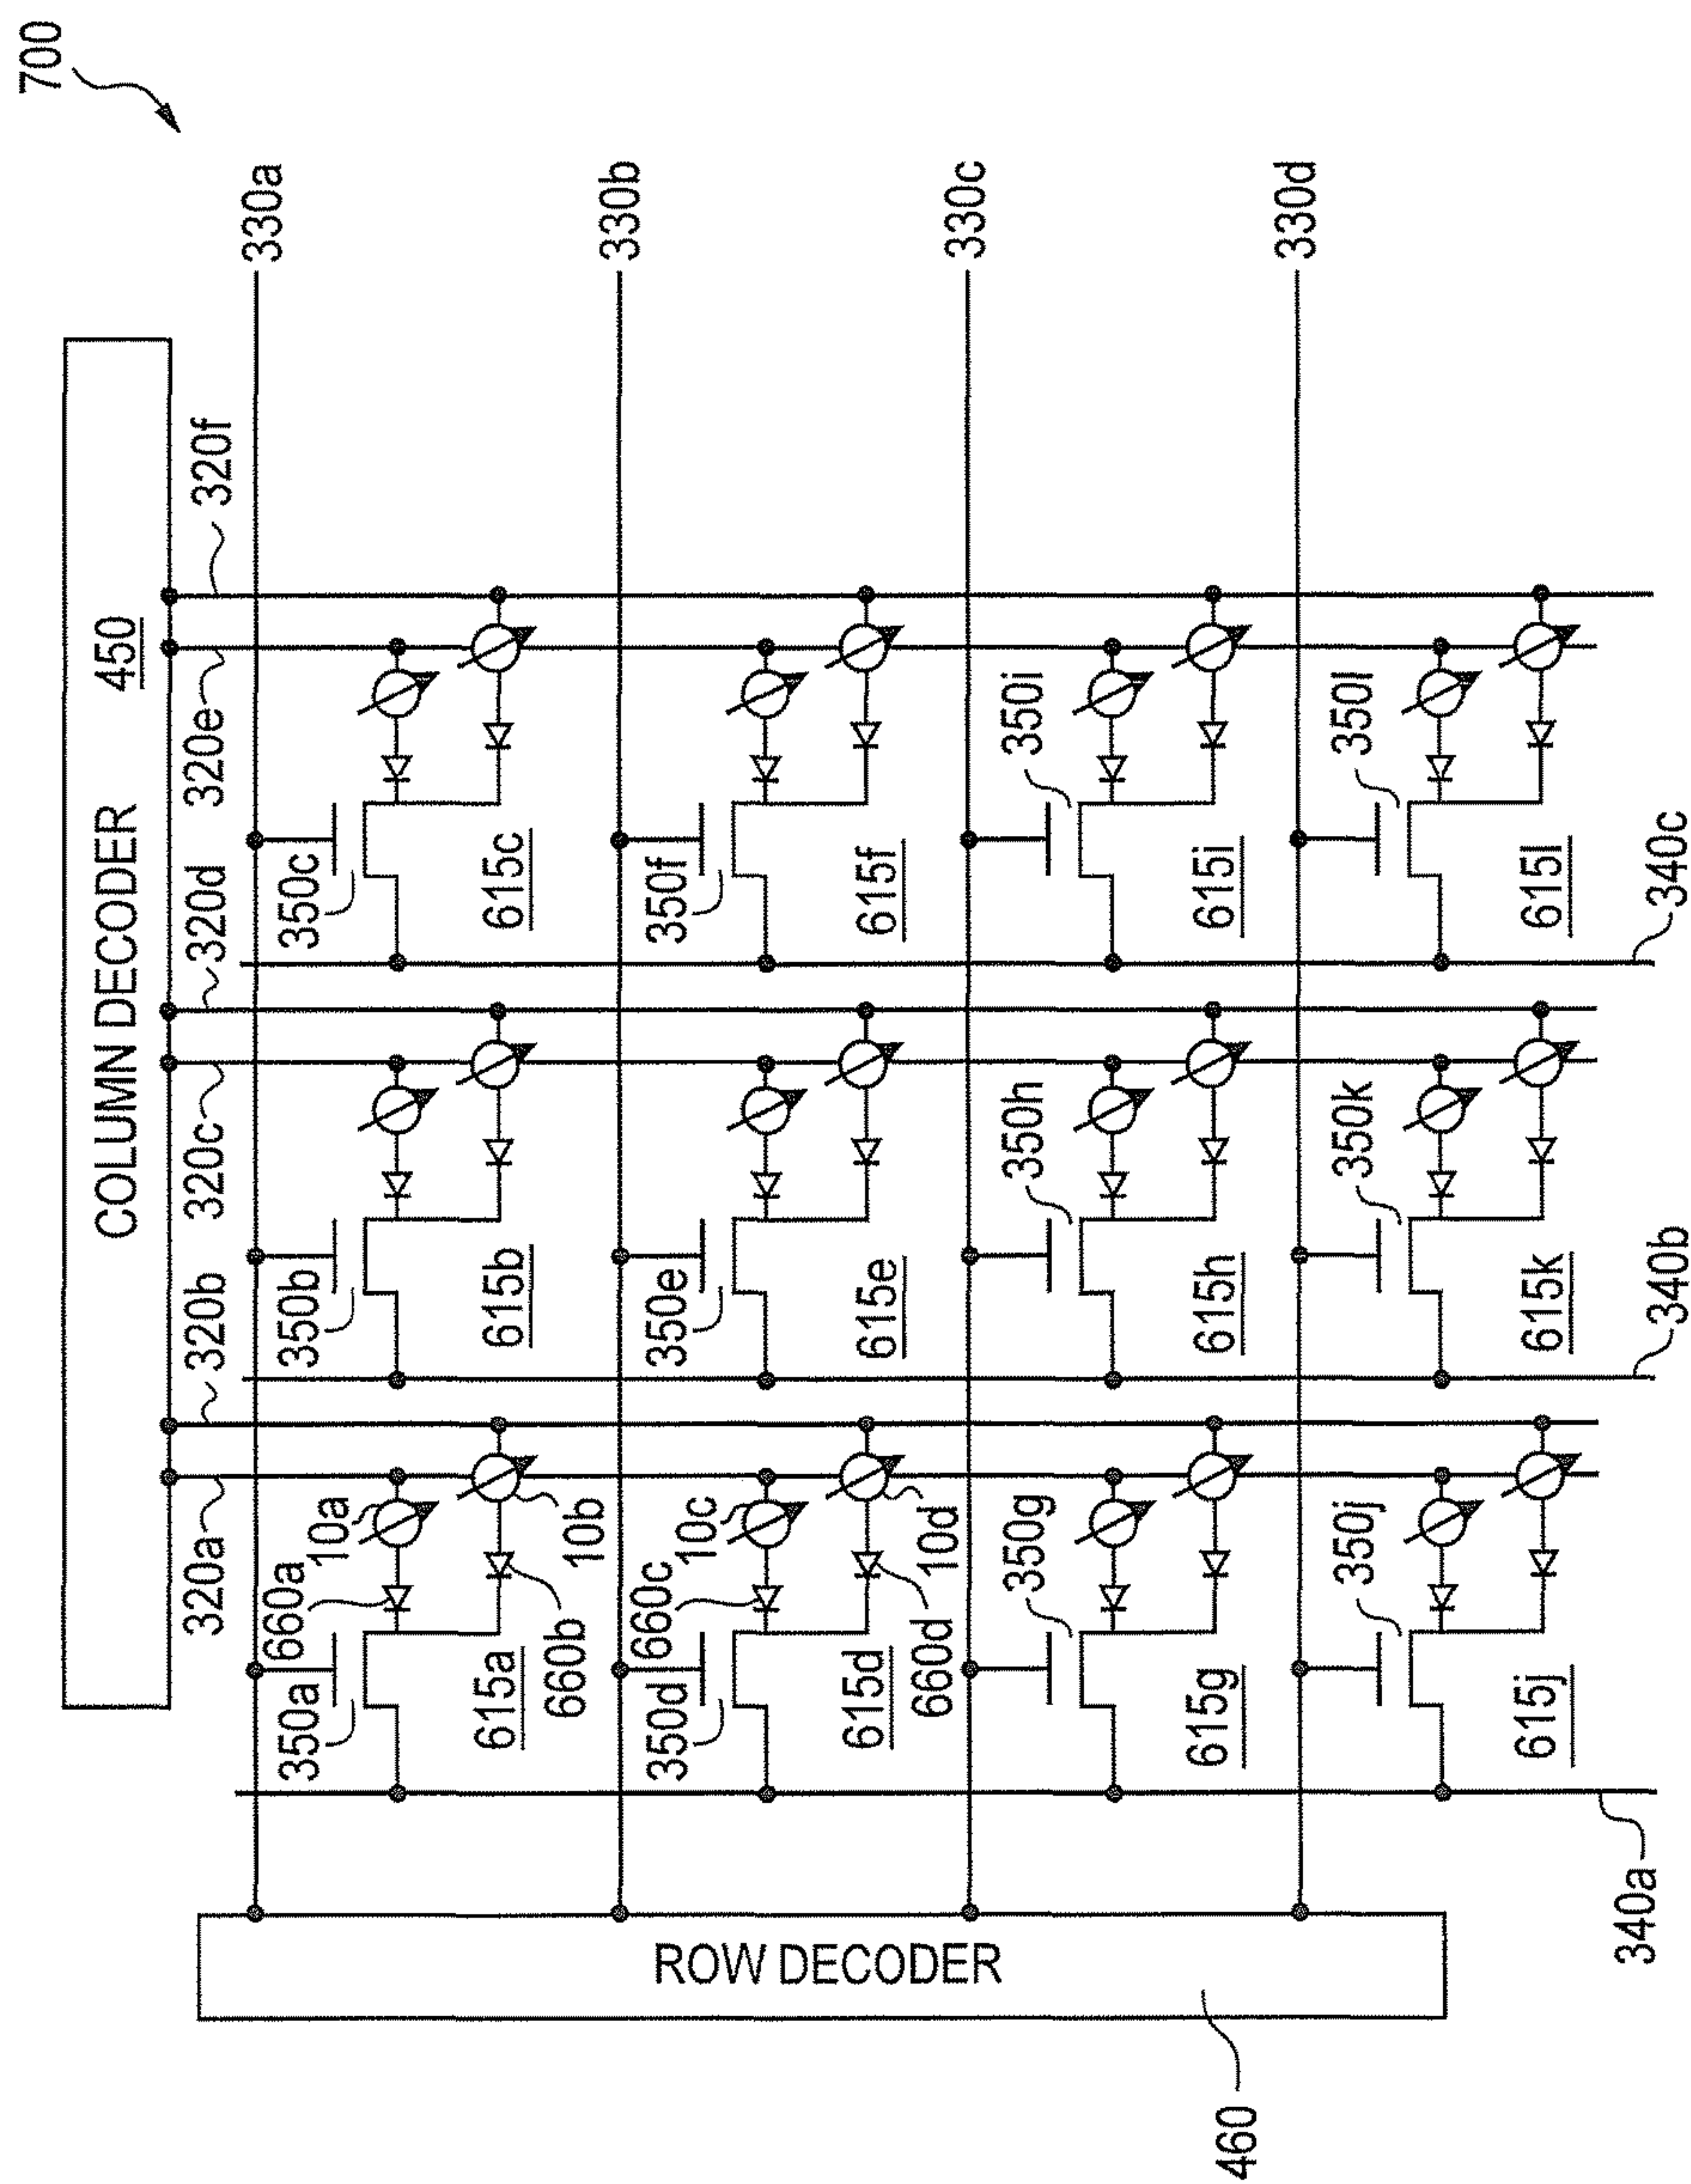 700
COLUMN DECODER 450
320a
320b
320c
320d
320e
320f
330a
350a
660a
10a
350b
350c
615a
660b
10b
615b
615c
330b
350d
660c
10c
350e
350f
615d
660d
10d
615e
615f
330c
350g
350h
350i
615g
615h
615i
330d
350j
350k
350l
615j
615k
615l
340a
340b
340c
ROW DECODER
460